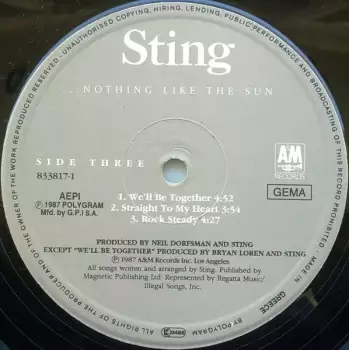 UNAUTHORISED COPYING, HIRING, LENDING, PUBLIC PERFORMANCE AND BROADCASTING
Sting
...NOTHING LIKE THE SUN
SIDE THREE
833817-1
A&M
RECORDS
AEPI
℗ 1987 POLYGRAM
Mfd. by G.P.I S.A.
GEMA
1. We'll Be Together 4:52
2. Straight To My Heart 3:54
3. Rock Steady 4:27
PRODUCED BY NEIL DORFSMAN AND STING
EXCEPT "WE'LL BE TOGETHER" PRODUCED BY BRYAN LOREN AND STING
℗ 1987 A&M Records Inc. Los Angeles.
All songs written and arranged by Sting. Published by
Magnetic Publishing Ltd. Represented by Regatta Music/
Illegal Songs, Inc.
ALL RIGHTS OF THE PRODUCER AND OF THE OWNER OF THE WORK REPRODUCED RESERVED
MADE IN GREECE
BY POLYGRAM